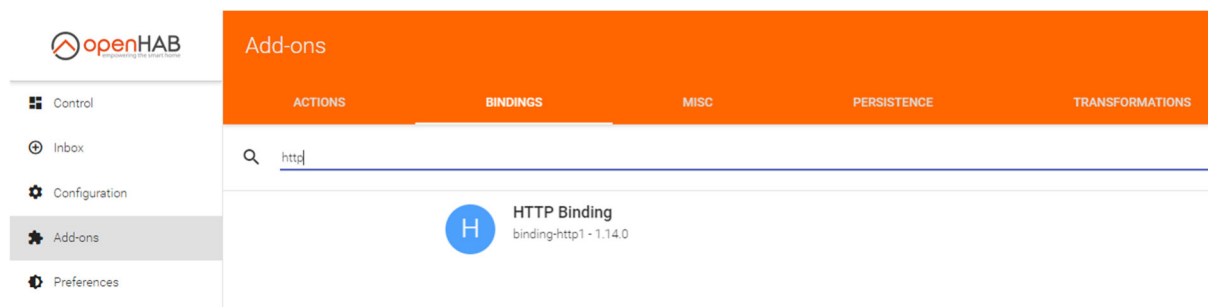 openHAB
empowering the smart home
Add-ons
Control
Inbox
Configuration
Add-ons
Preferences
ACTIONS BINDINGS MISC PERSISTENCE TRANSFORMATIONS
http
H
HTTP Binding
binding-http1 - 1.14.0